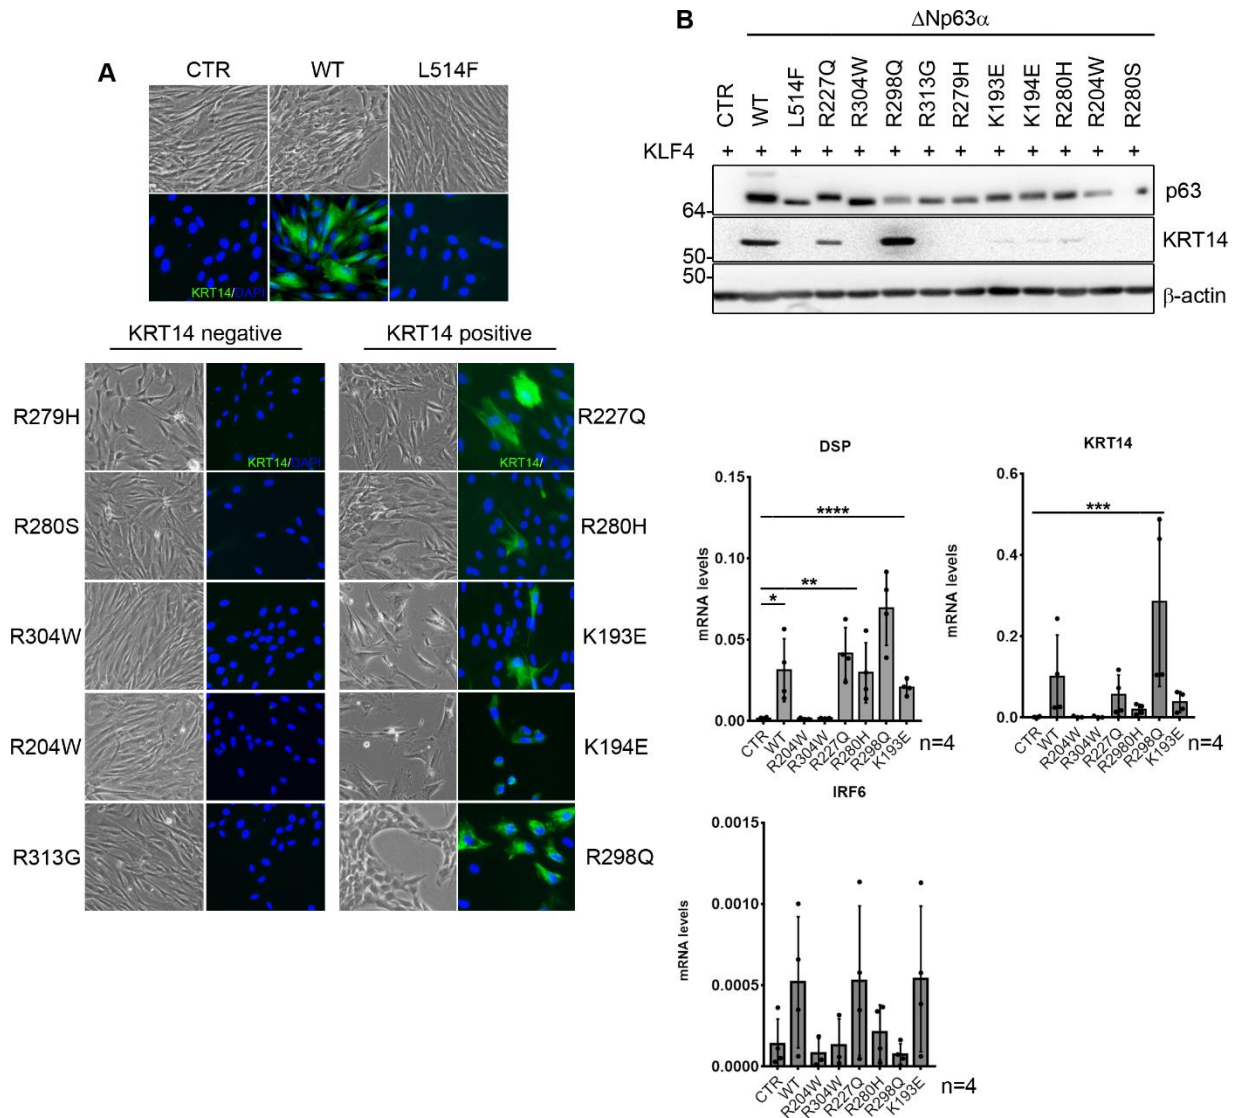 A
CTR WT L514F
KRT14/DAPI
KRT14 negative KRT14 positive
R279H R227Q
KRT14/DAPI KRT14/DAPI
R280S R280H
R304W K193E
R204W K194E
R313G R298Q
B
ΔNp63α
CTR WT L514F R227Q R304W R298Q R313G R279H K193E K194E R280H R204W R280S
KLF4 + + + + + + + + + + + + +
64- p63
50- KRT14
50- β-actin
DSP
mRNA levels
0.15
0.10
0.05
0.00
****
**
*
CTR WT R204W R304W R227Q R280H R298Q K193E
n=4
KRT14
mRNA levels
0.6
0.4
0.2
0.0
***
CTR WT R204W R304W R227Q R2980H R298Q K193E
n=4
IRF6
mRNA levels
0.0015
0.0010
0.0005
0.0000
CTR WT R204W R304W R227Q R280H R298Q K193E
n=4